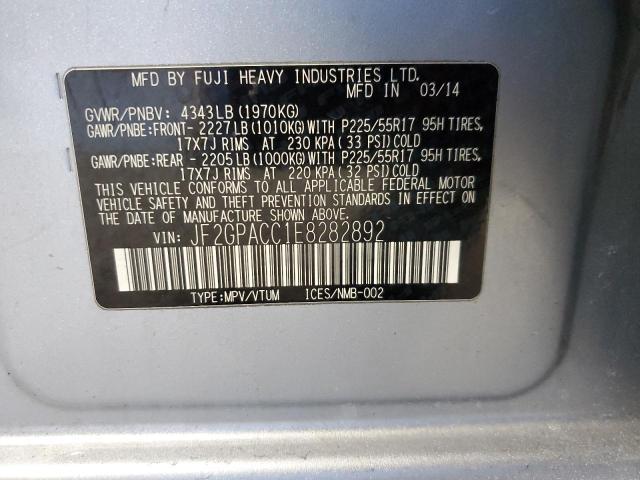 MFD BY FUJI HEAVY INDUSTRIES LTD.
MFD IN 03/14
GVWR/PNBV: 4343LB(1970KG)
GAWR/PNBE:FRONT- 2227LB(1010KG)WITH P225/55R17 95H TIRES,
17X7J RIMS AT 230 KPA(33 PSI)COLD
GAWR/PNBE:REAR - 2205LB(1000KG)WITH P225/55R17 95H TIRES,
17X7J RIMS AT 220 KPA(32 PSI)COLD
THIS VEHICLE CONFORMS TO ALL APPLICABLE FEDERAL MOTOR
VEHICLE SAFETY AND THEFT PREVENTION STANDARDS IN EFFECT ON
THE DATE OF MANUFACTURE SHOWN ABOVE.
VIN: JF2GPACC1E8282892
TYPE:MPV/VTUM ICES/NMB-002